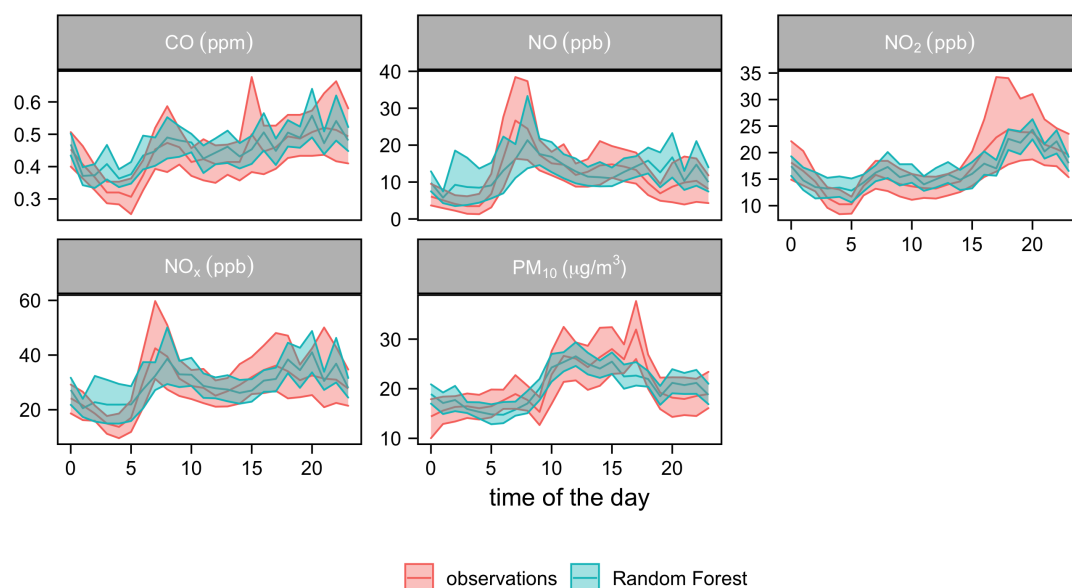 CO (ppm)
NO (ppb)
NO₂ (ppb)
0.6
0.5
0.4
0.3
40
30
20
10
0
35
30
25
20
15
10
0 5 10 15 20
NOₓ (ppb)
PM₁₀ (μg/m³)
60
40
20
30
20
10
0 5 10 15 20
0 5 10 15 20
time of the day
observations Random Forest